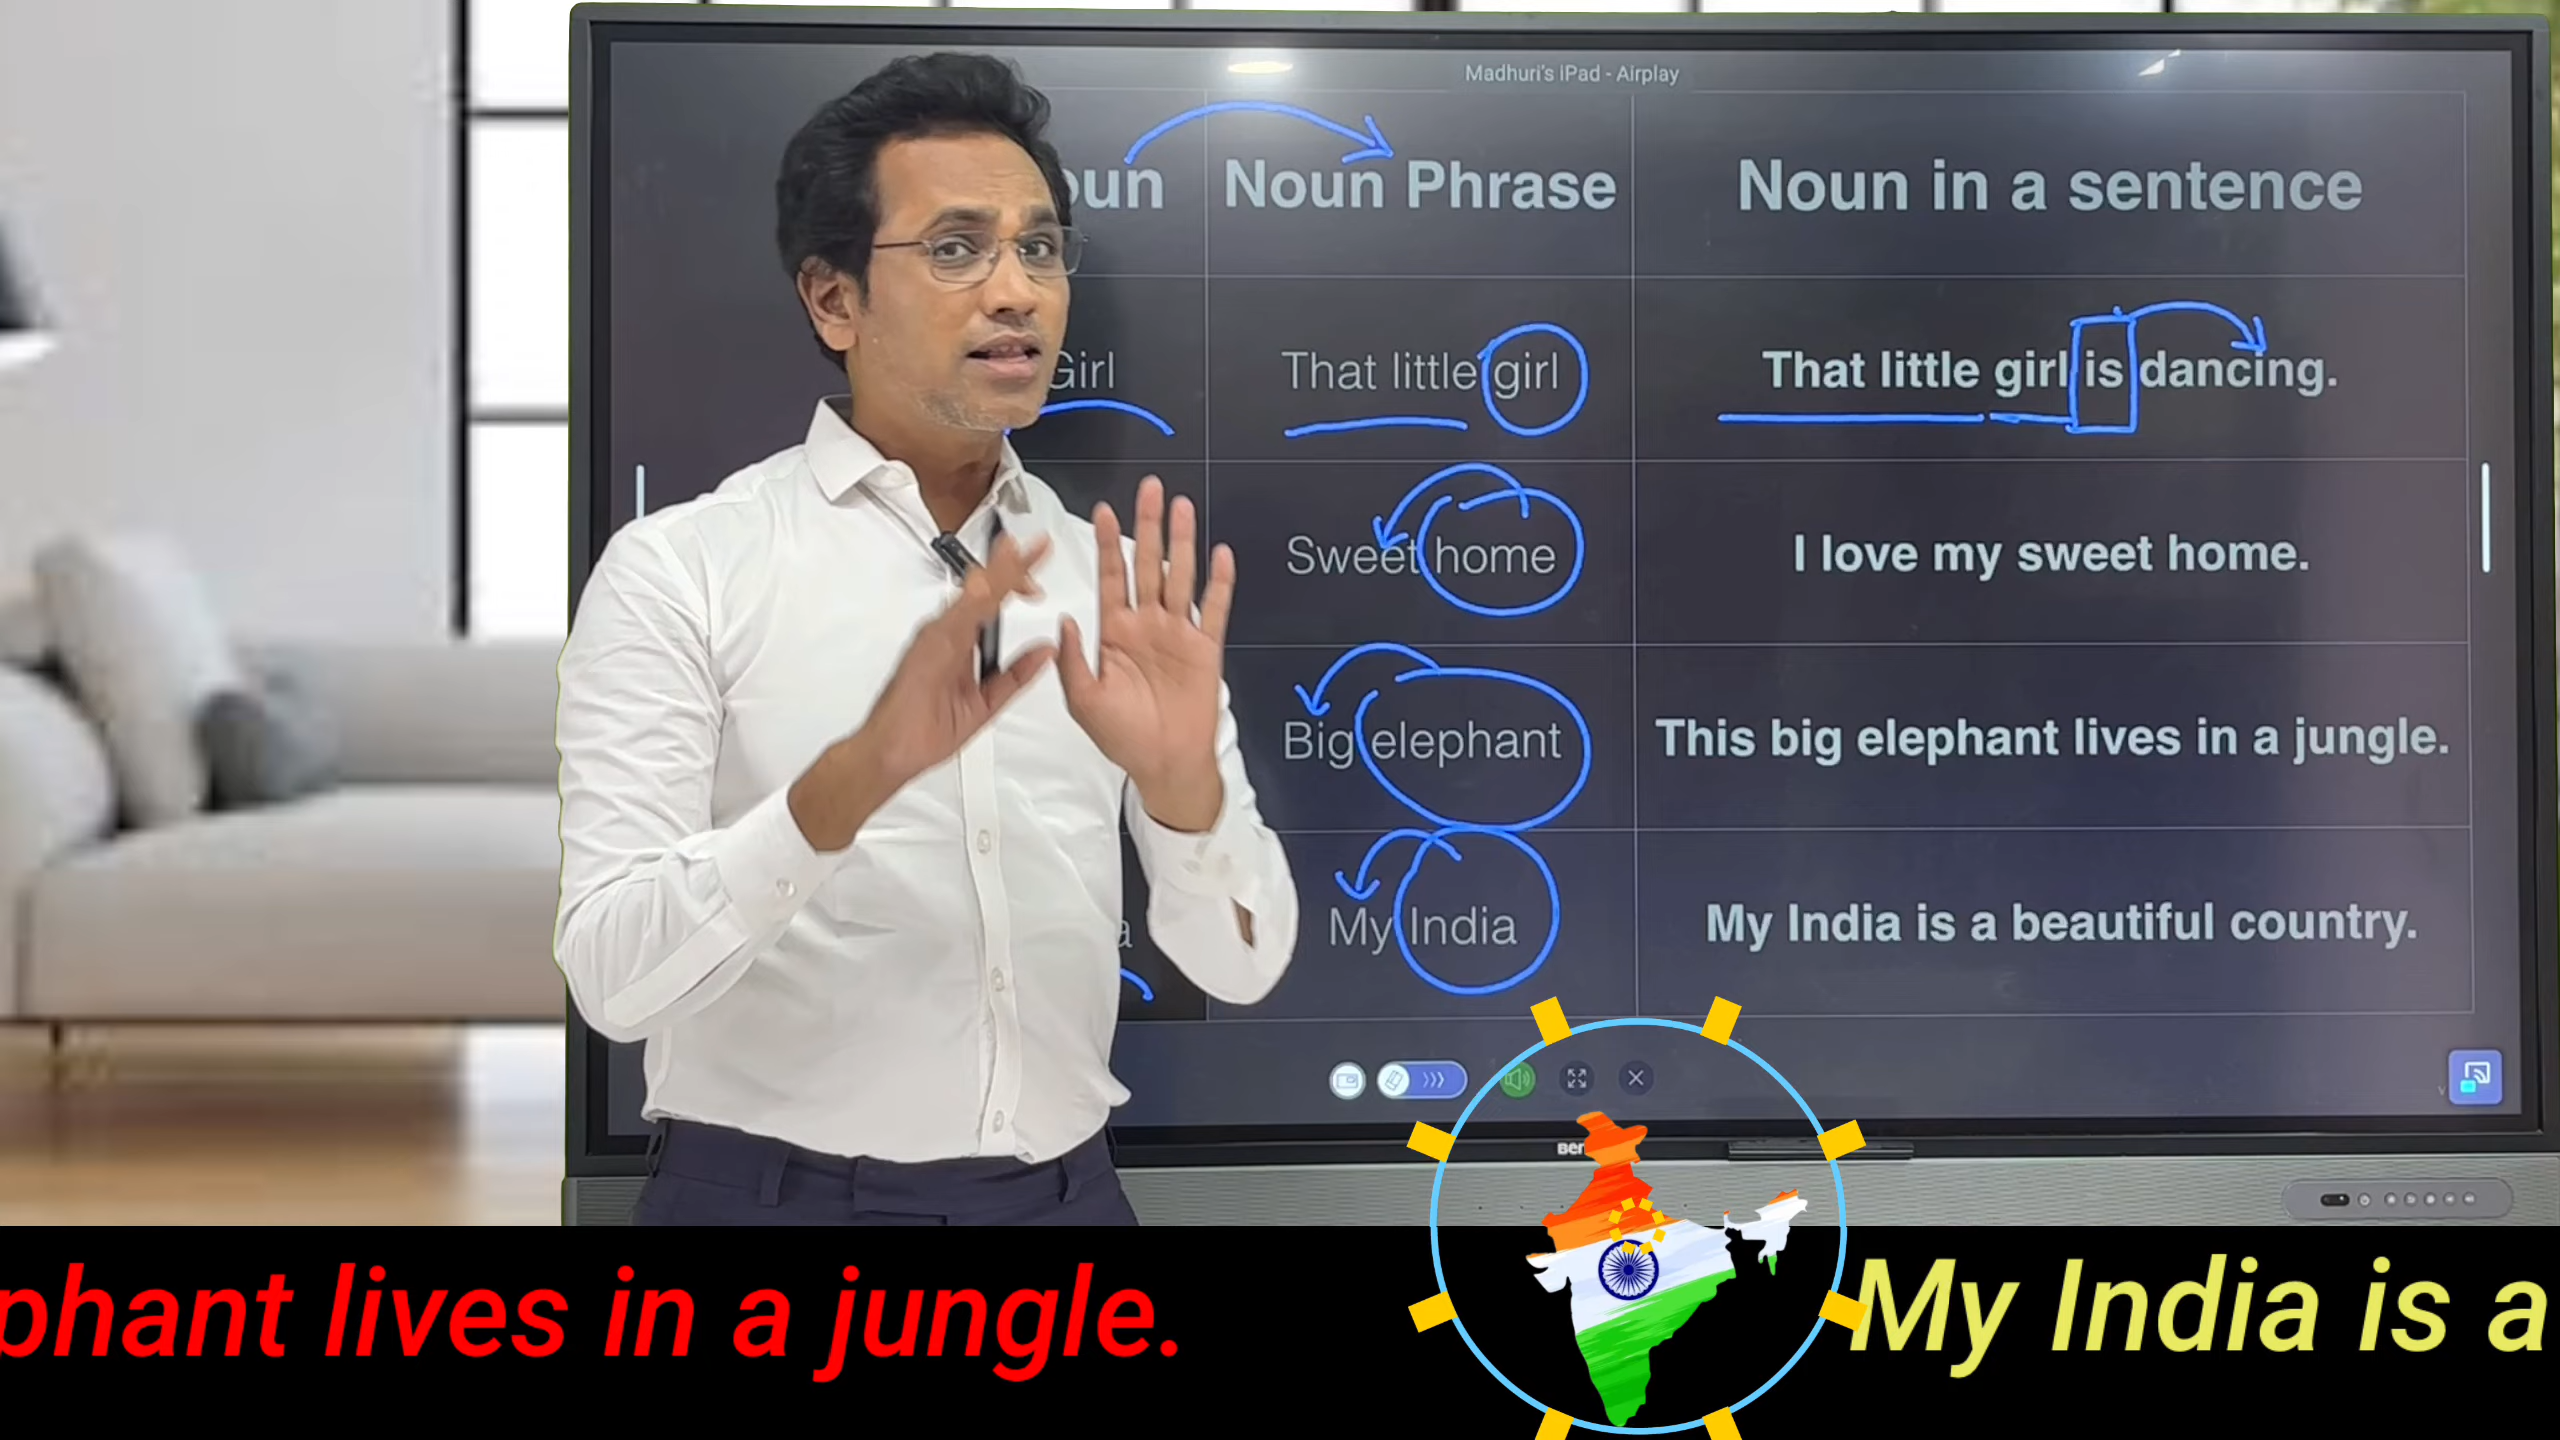 Madhuri's iPad - Airplay
oun Noun Phrase Noun in a sentence
Girl That little girl That little girl is dancing.
Sweet home I love my sweet home.
Big elephant This big elephant lives in a jungle.
a My India My India is a beautiful country.
Ben
phant lives in a jungle. My India is a